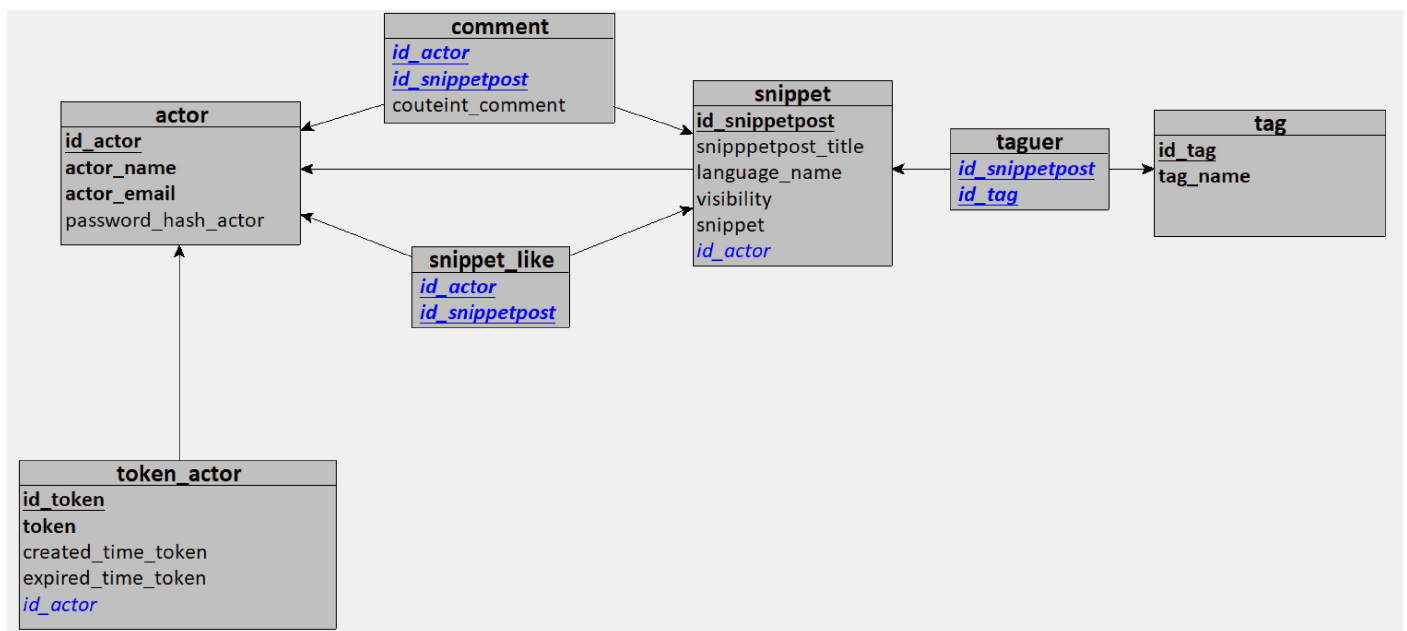 comment
id_actor
id_snippetpost
couteint_comment
actor
id_actor
actor_name
actor_email
password_hash_actor
snippet
id_snippetpost
snipppetpost_title
language_name
visibility
snippet
id_actor
taguer
id_snippetpost
id_tag
tag
id_tag
tag_name
snippet_like
id_actor
id_snippetpost
token_actor
id_token
token
created_time_token
expired_time_token
id_actor